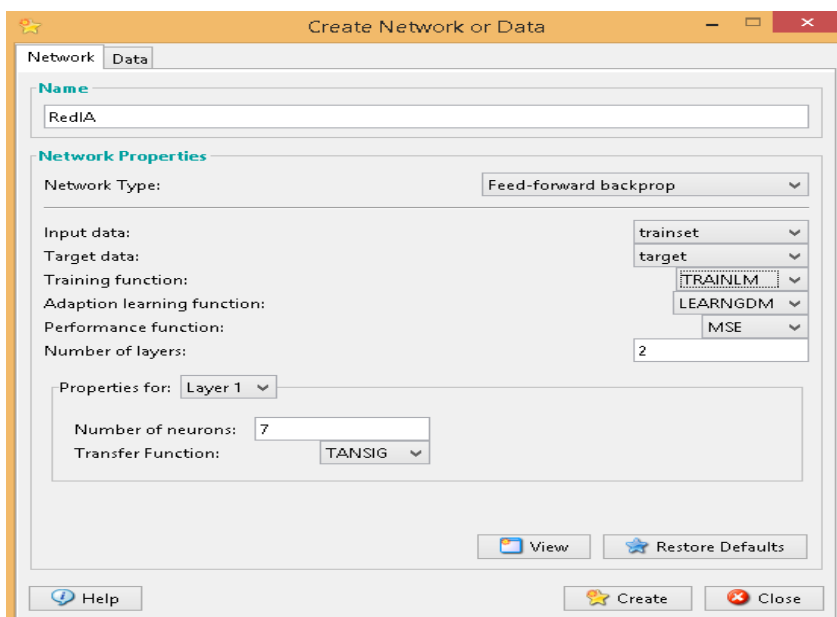 Create Network or Data
Network Data
Name
RedIA
Network Properties
Network Type: Feed-forward backprop
Input data: trainset
Target data: target
Training function: TRAINLM
Adaption learning function: LEARNGDM
Performance function: MSE
Number of layers: 2
Properties for: Layer 1
Number of neurons: 7
Transfer Function: TANSIG
View Restore Defaults
Help Create Close